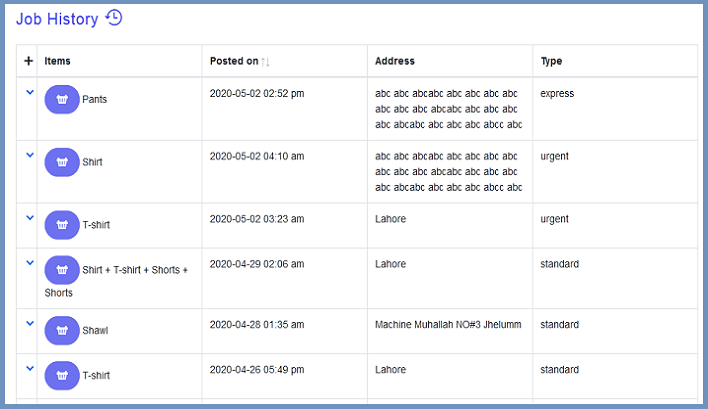 Job History
+ Items Posted on Address Type
Pants 2020-05-02 02:52 pm abc abc abcabc abc abc abc abc express
abc abc abc abcabc abc abc abc
abc abcabc abc abc abc abcc abc
Shirt 2020-05-02 04:10 am abc abc abcabc abc abc abc abc urgent
abc abc abc abcabc abc abc abc
abc abcabc abc abc abc abcc abc
T-shirt 2020-05-02 03:23 am Lahore urgent
Shirt + T-shirt + Shorts + 2020-04-29 02:06 am Lahore standard
Shorts
Shawl 2020-04-28 01:35 am Machine Muhallah NO#3 Jhelumm standard
T-shirt 2020-04-26 05:49 pm Lahore standard